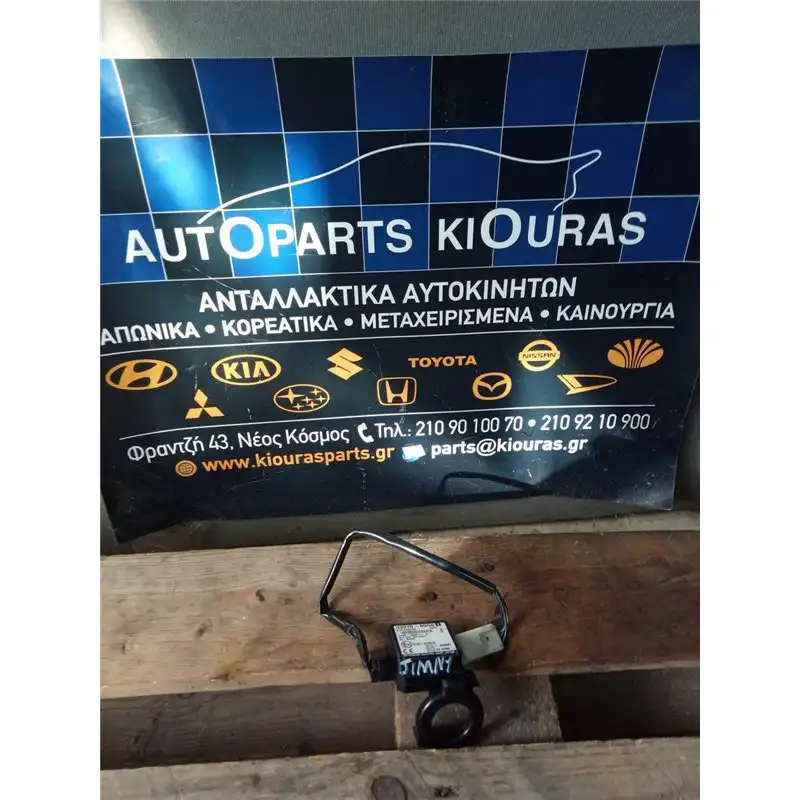 AUTOPARTS KIOURAS
ΑΝΤΑΛΛΑΚΤΙΚΑ ΑΥΤΟΚΙΝΗΤΩΝ
ΑΠΩΝΙΚΑ • ΚΟΡΕΑΤΙΚΑ • ΜΕΤΑΧΕΙΡΙΣΜΕΝΑ • ΚΑΙΝΟΥΡΓΙΑ
KIA TOYOTA NISSAN
Φραντζή 43, Νέος Κόσμος Τηλ.: 210 90 100 70 • 210 92 10 900
www.kiourasparts.gr parts@kiouras.gr
JIMNY